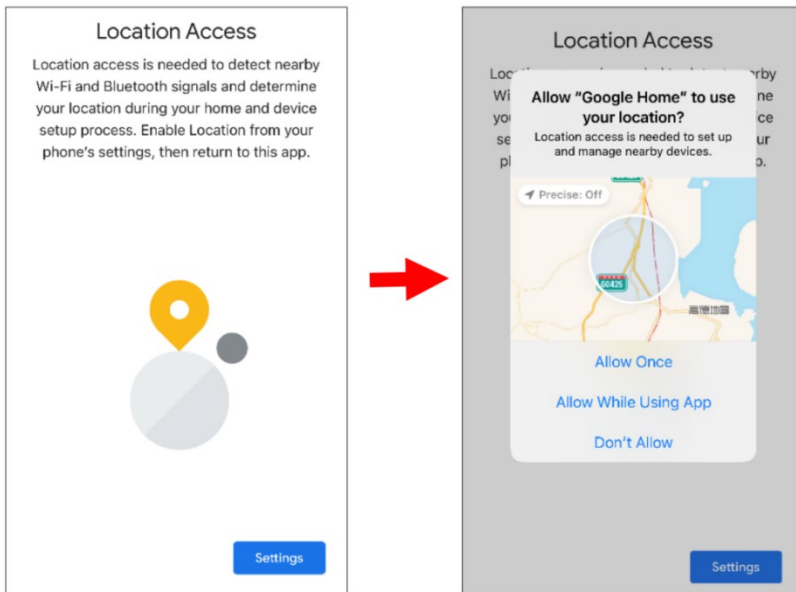 Location Access
Location access is needed to detect nearby
Wi-Fi and Bluetooth signals and determine
your location during your home and device
setup process. Enable Location from your
phone's settings, then return to this app.
Settings
Location Access
Allow "Google Home" to use
your location?
Location access is needed to set up
and manage nearby devices.
Precise: Off
G0425
Allow Once
Allow While Using App
Don't Allow
Settings